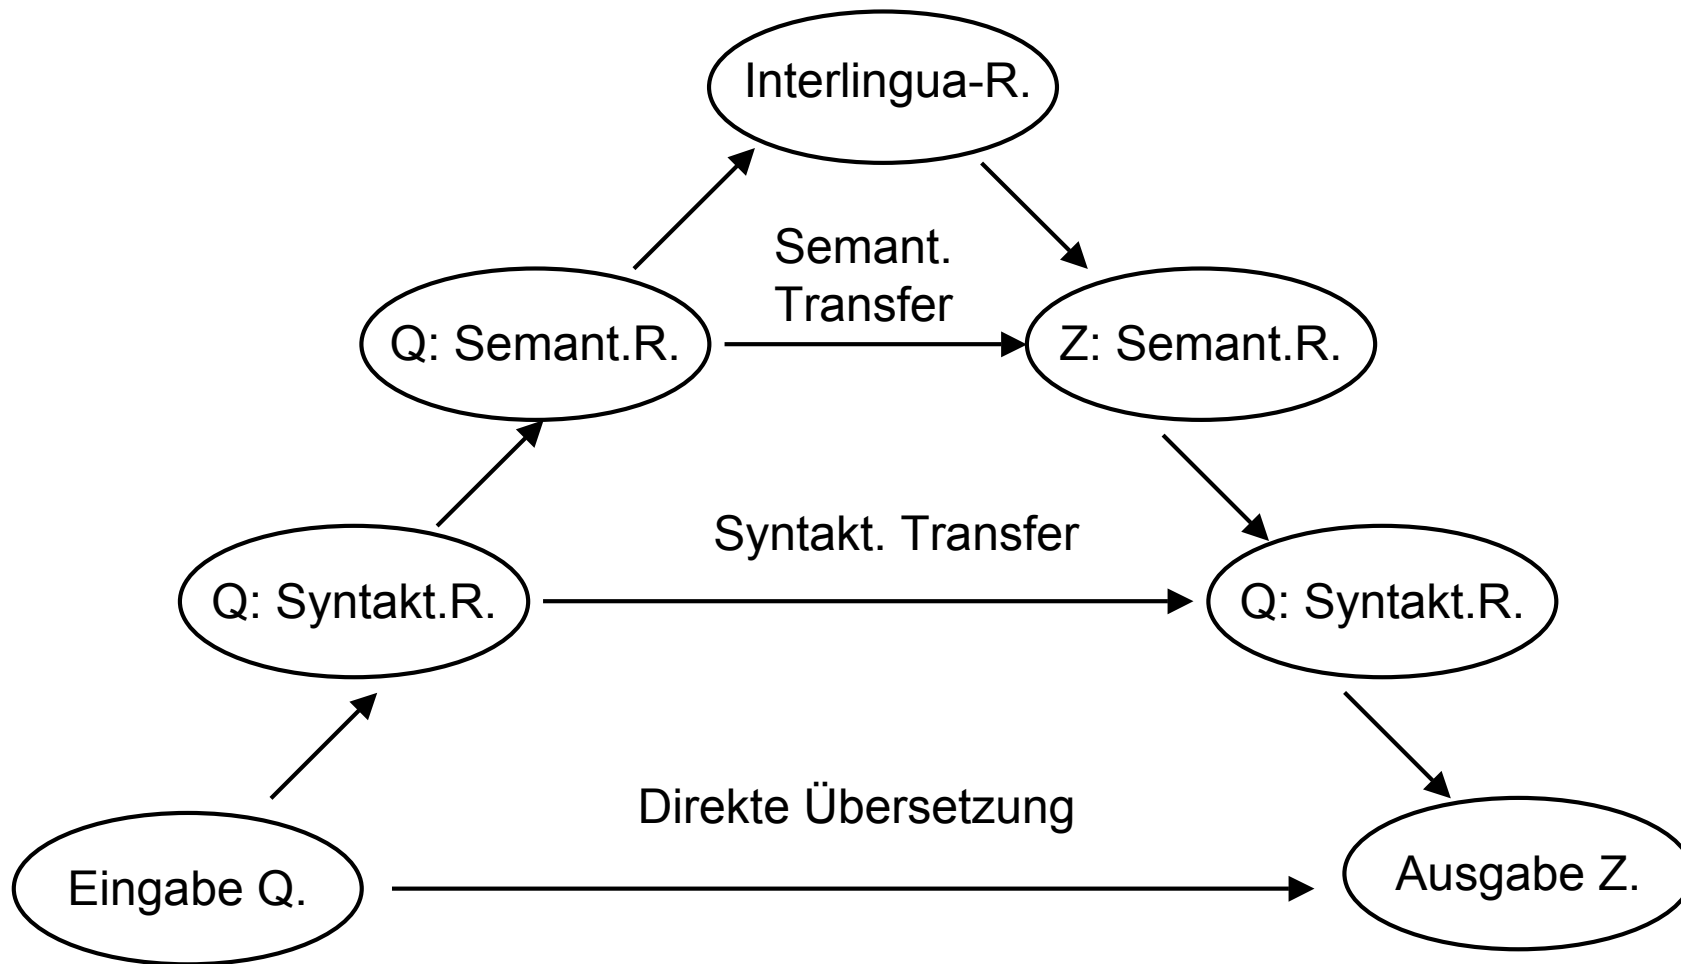 Interlingua-R.
Semant.
Transfer
Q: Semant.R.
Z: Semant.R.
Syntakt. Transfer
Q: Syntakt.R.
Q: Syntakt.R.
Direkte Übersetzung
Eingabe Q.
Ausgabe Z.